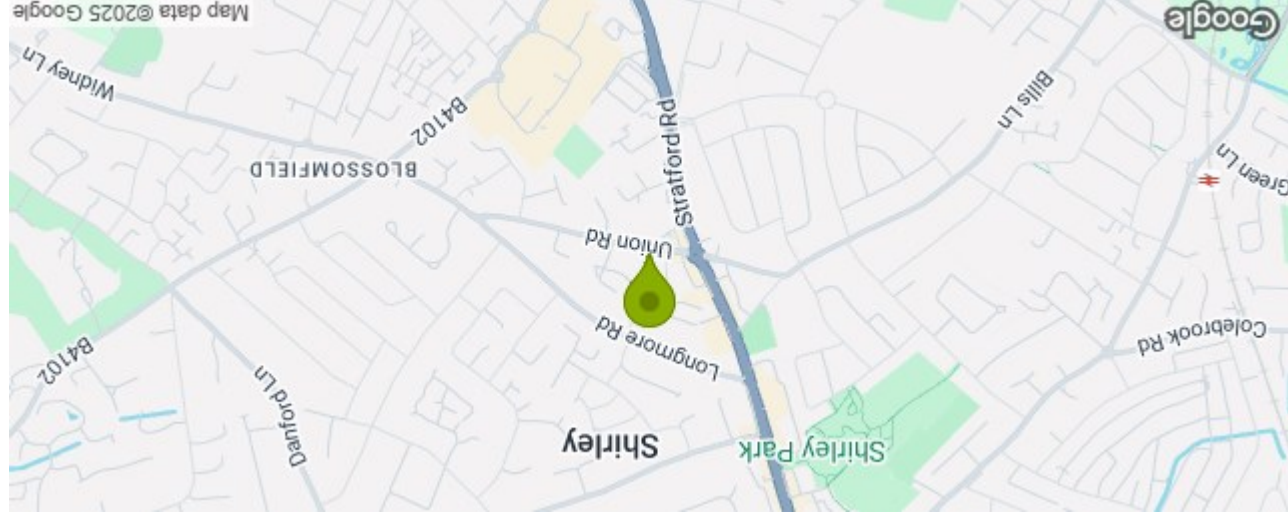 Shirley Park
Shirley
Danford Ln
B4102
Longmore Rd
Colebrook Rd
Union Rd
Stratford Rd
Green Ln
BLOSSOMFIELD
B4102
Bills Ln
Widney Ln
Google
Map data ©2025 Google